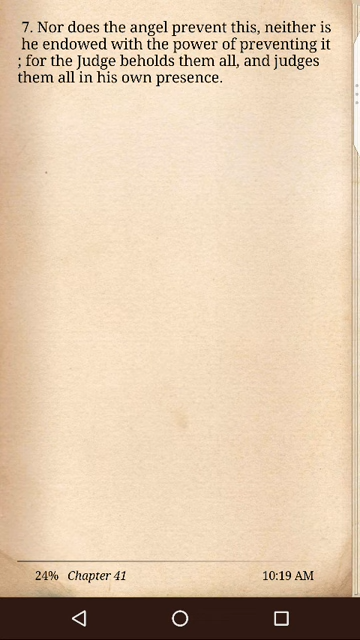 7. Nor does the angel prevent this, neither is
he endowed with the power of preventing it
; for the Judge beholds them all, and judges
them all in his own presence.
24% Chapter 41 10:19 AM